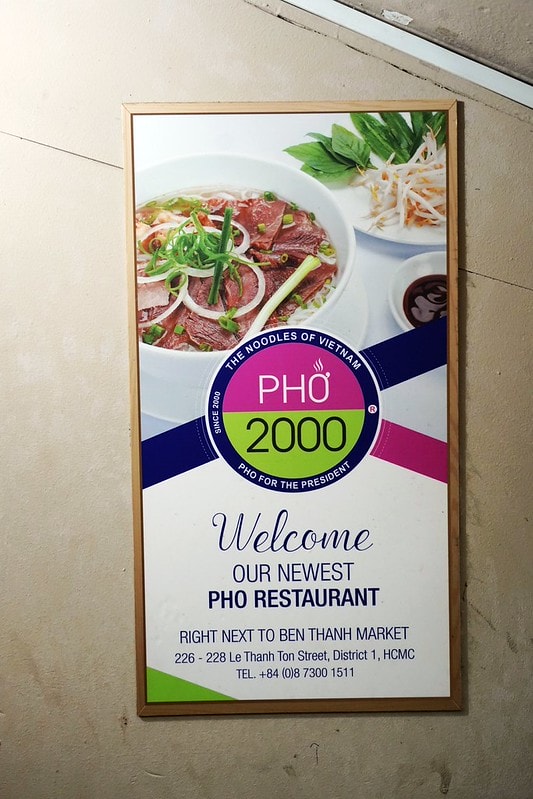 THE NOODLES OF VIETNAM
SINCE 2000
PHỞ
®
2000
PHO FOR THE PRESIDENT
Welcome
OUR NEWEST
PHO RESTAURANT
RIGHT NEXT TO BEN THANH MARKET
226 - 228 Le Thanh Ton Street, District 1, HCMC
TEL. +84 (0)8 7300 1511